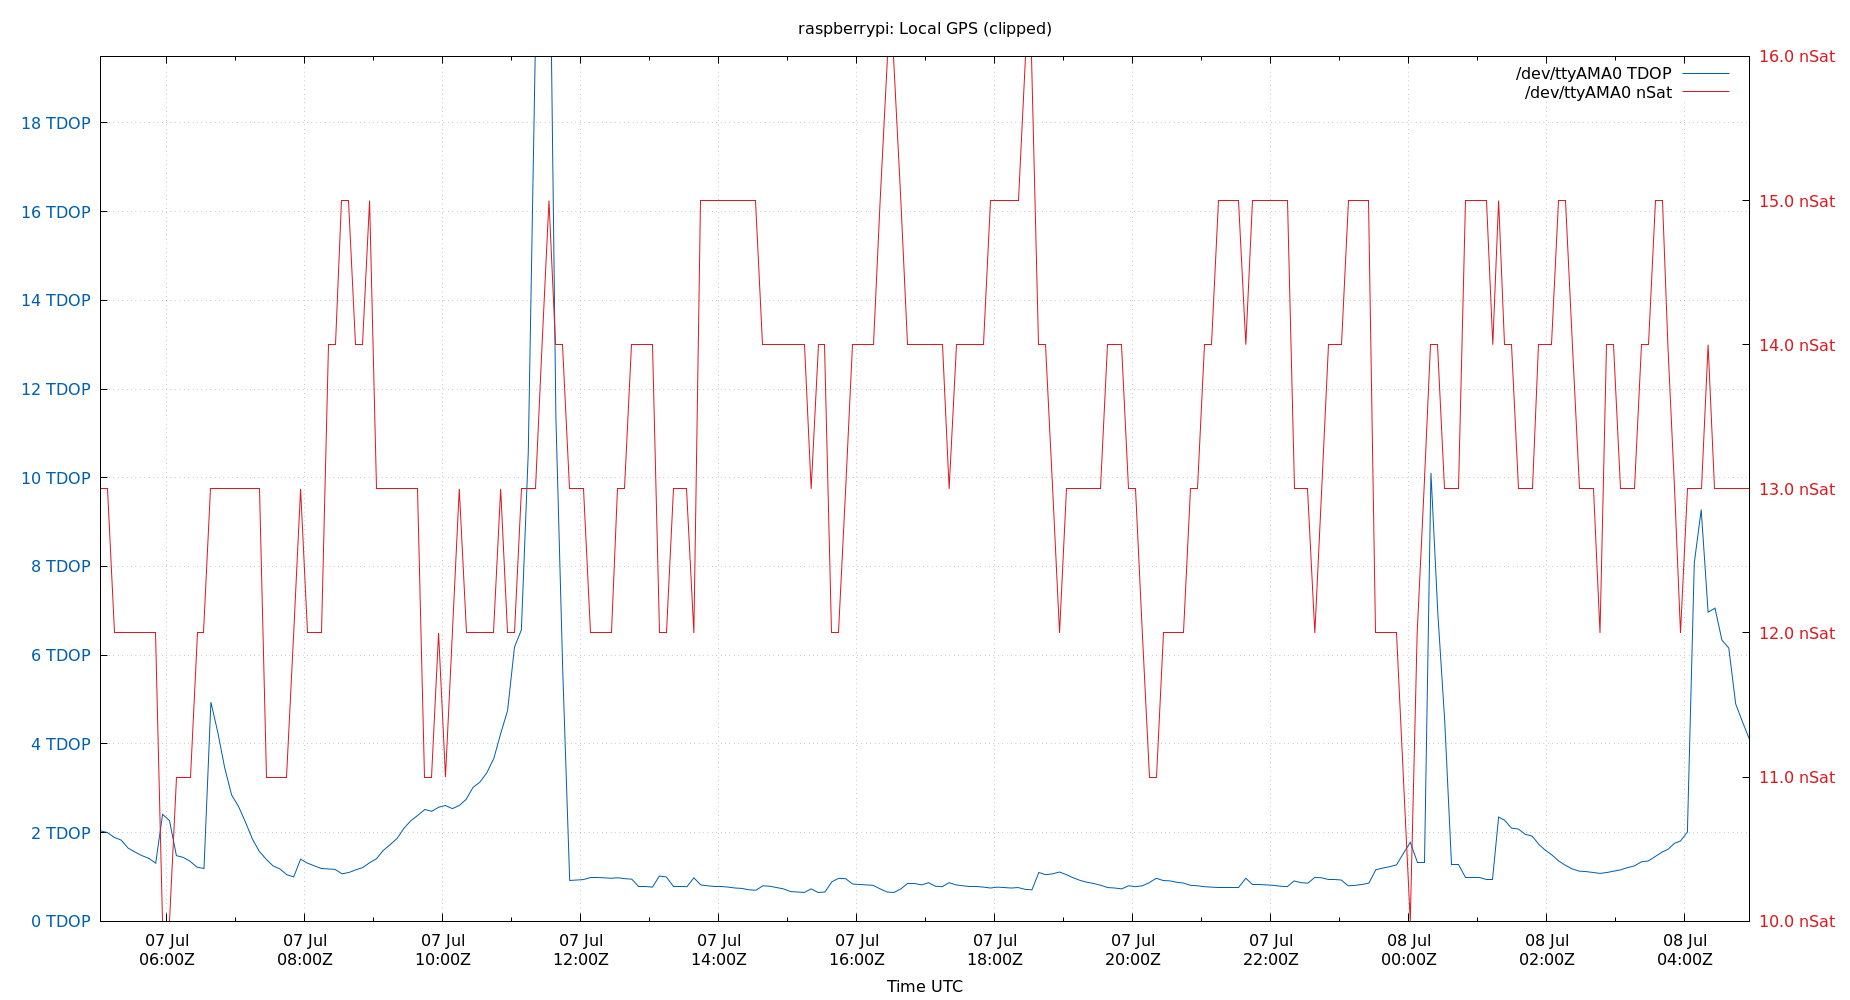 raspberrypi: Local GPS (clipped)
/dev/ttyAMA0 TDOP
/dev/ttyAMA0 nSat
18 TDOP
16 TDOP
14 TDOP
12 TDOP
10 TDOP
8 TDOP
6 TDOP
4 TDOP
2 TDOP
0 TDOP
16.0 nSat
15.0 nSat
14.0 nSat
13.0 nSat
12.0 nSat
11.0 nSat
10.0 nSat
07 Jul
06:00Z
07 Jul
08:00Z
07 Jul
10:00Z
07 Jul
12:00Z
07 Jul
14:00Z
07 Jul
16:00Z
07 Jul
18:00Z
07 Jul
20:00Z
07 Jul
22:00Z
08 Jul
00:00Z
08 Jul
02:00Z
08 Jul
04:00Z
Time UTC